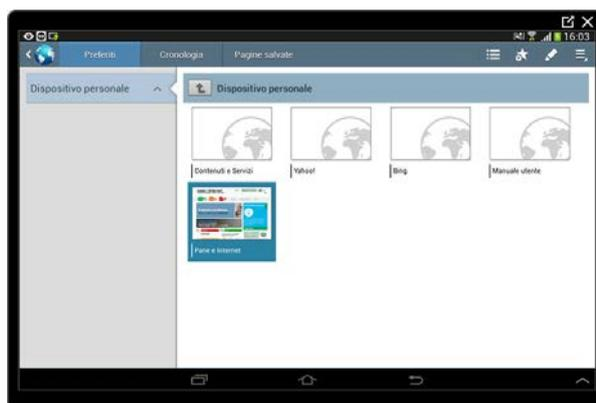 16:03
Preferiti
Cronologia
Pagine salvate
Dispositivo personale
Dispositivo personale
Contenuti e Servizi
Yahoo!
Bing
Manuale utente
Pane e Internet